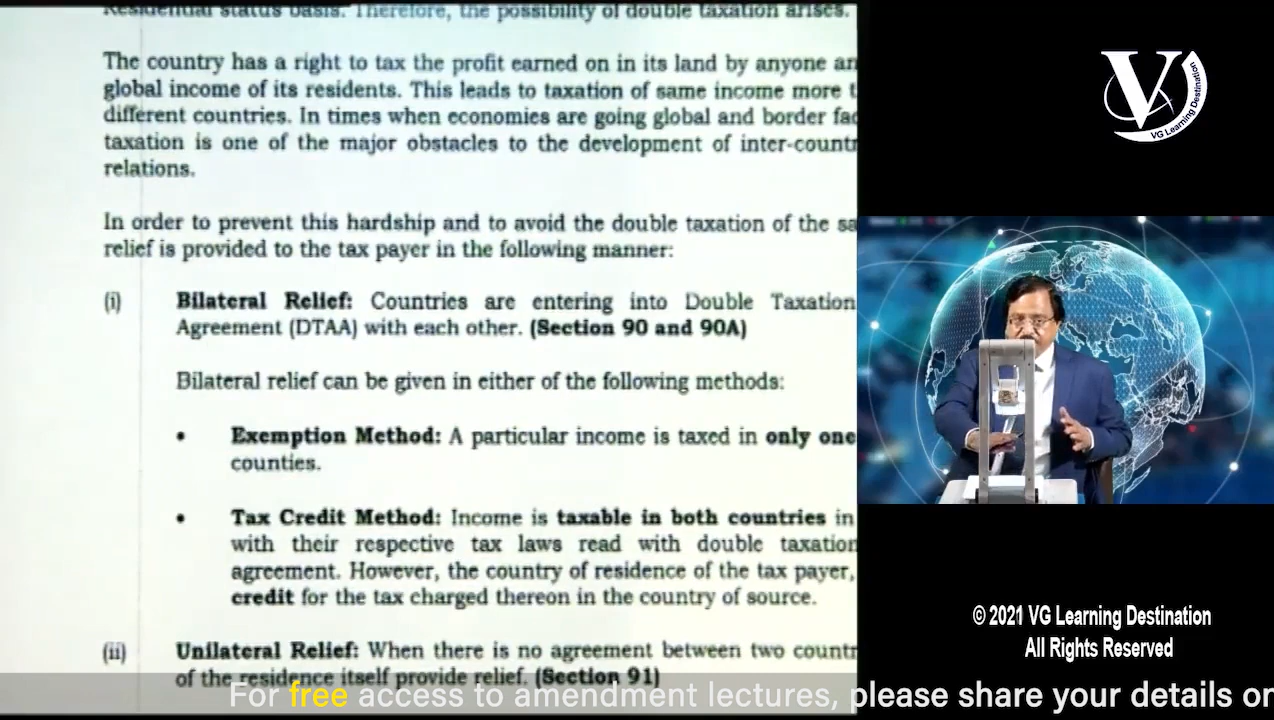 Residential status basis. Therefore, the possibility of double taxation arises.
The country has a right to tax the profit earned on in its land by anyone an
global income of its residents. This leads to taxation of same income more t
different countries. In times when economies are going global and border fac
taxation is one of the major obstacles to the development of inter-countr
relations.
In order to prevent this hardship and to avoid the double taxation of the sa
relief is provided to the tax payer in the following manner:
(i) Bilateral Relief: Countries are entering into Double Taxation
Agreement (DTAA) with each other. (Section 90 and 90A)
Bilateral relief can be given in either of the following methods:
• Exemption Method: A particular income is taxed in only one
counties.
• Tax Credit Method: Income is taxable in both countries in
with their respective tax laws read with double taxation
agreement. However, the country of residence of the tax payer,
credit for the tax charged thereon in the country of source.
(ii) Unilateral Relief: When there is no agreement between two countr
of the residence itself provide relief. (Section 91)
For free access to amendment lectures, please share your details or
V
VG Learning Destination
© 2021 VG Learning Destination
All Rights Reserved